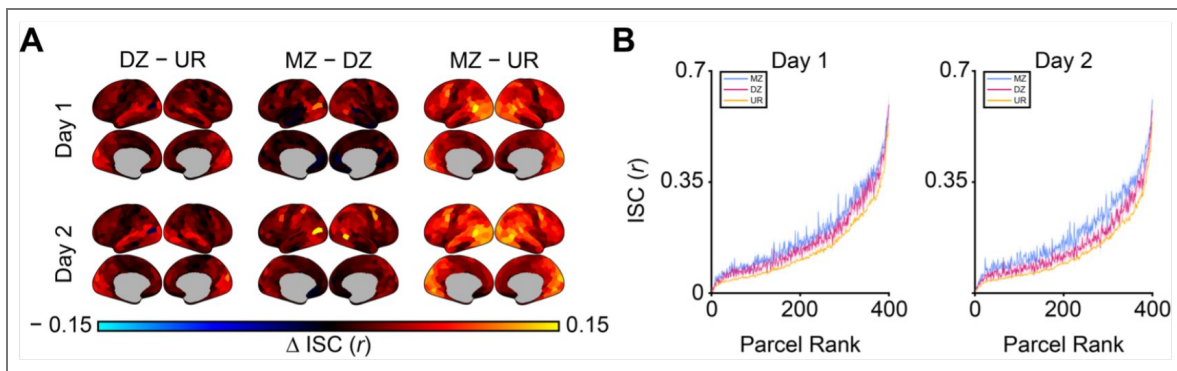 A
DZ − UR
MZ − DZ
MZ − UR
Day 1
Day 2
− 0.15
0.15
Δ ISC (r)
B
Day 1
Day 2
0.7
0.35
0
ISC (r)
MZ
DZ
UR
0
200
400
Parcel Rank
0.7
0.35
0
MZ
DZ
UR
0
200
400
Parcel Rank